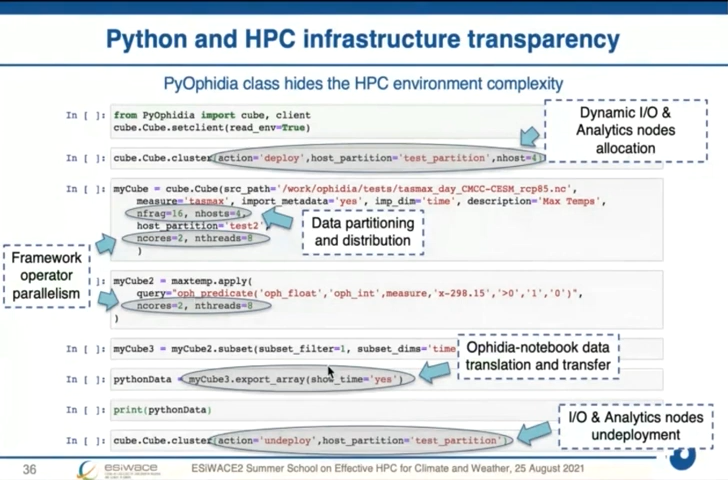 Python and HPC infrastructure transparency
PyOphidia class hides the HPC environment complexity
In [ ]: from PyOphidia import cube, client
cube.Cube.setclient(read_env=True)
Dynamic I/O &
Analytics nodes
allocation
In [ ]: cube.Cube.cluster(action='deploy',host_partition='test_partition',nhost=4)
In [ ]: myCube = cube.Cube(src_path='/work/ophidia/tests/tasmax_day_CMCC-CESM_rcp85.nc',
measure='tasmax', import_metadata='yes', imp_dim='time', description='Max Temps',
nfrag=16, nhosts=4,
host_partition='test2',
ncores=2, nthreads=8
)
Data partitioning
and distribution
Framework
operator
parallelism
]: myCube2 = maxtemp.apply(
query="oph_predicate('oph_float','oph_int',measure,'x-298.15','>0','1','0')",
ncores=2, nthreads=8
)
In [ ]: myCube3 = myCube2.subset(subset_filter=1, subset_dims='time
Ophidia-notebook data
translation and transfer
In [ ]: pythonData = myCube3.export_array(show_time='yes')
In [ ]: print(pythonData)
I/O & Analytics nodes
undeployment
In [ ]: cube.Cube.cluster(action='undeploy',host_partition='test_partition')
36
esiwace
ESiWACE2 Summer School on Effective HPC for Climate and Weather, 25 August 2021